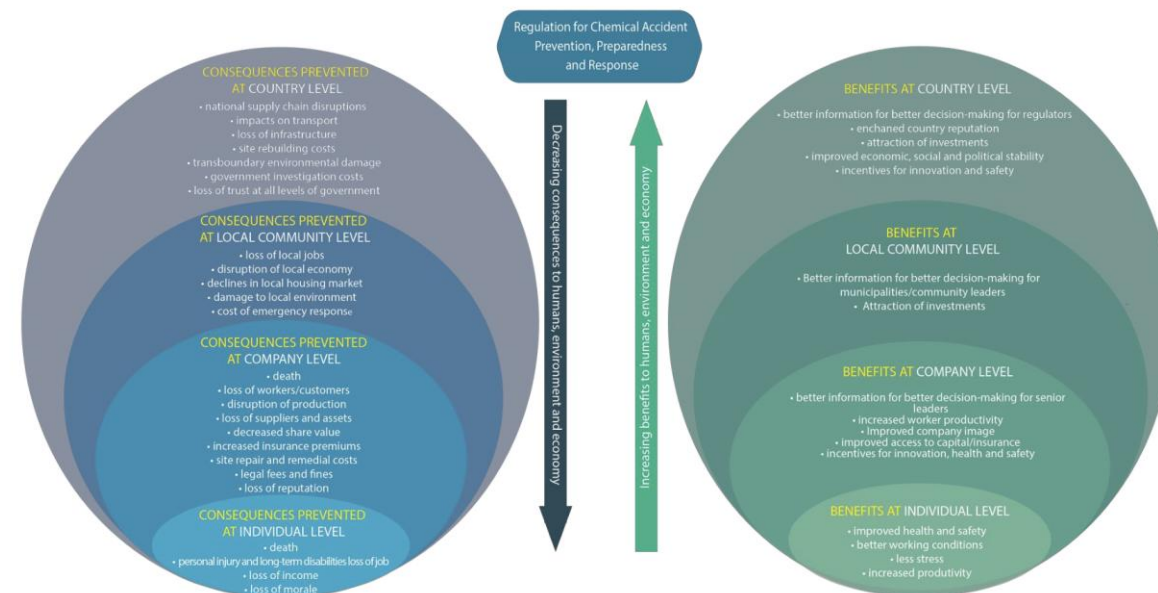 Regulation for Chemical Accident
Prevention, Preparedness
and Response
CONSEQUENCES PREVENTED
AT COUNTRY LEVEL
• national supply chain disruptions
• impacts on transport
• loss of infrastructure
• site rebuilding costs
• transboundary environmental damage
• government investigation costs
• loss of trust at all levels of government
CONSEQUENCES PREVENTED
AT LOCAL COMMUNITY LEVEL
• loss of local jobs
• disruption of local economy
• declines in local housing market
• damage to local environment
• cost of emergency response
CONSEQUENCES PREVENTED
AT COMPANY LEVEL
• death
• loss of workers/customers
• disruption of production
• loss of suppliers and assets
• decreased share value
• increased insurance premiums
• site repair and remedial costs
• legal fees and fines
• loss of reputation
CONSEQUENCES PREVENTED
AT INDIVIDUAL LEVEL
• death
• personal injury and long-term disabilities loss of job
• loss of income
• loss of morale
Decreasing consequences to humans, environment and economy
Increasing benefits to humans, environment and economy
BENEFITS AT COUNTRY LEVEL
• better information for better decision-making for regulators
• enchaned country reputation
• attraction of investments
• improved economic, social and political stability
• incentives for innovation and safety
BENEFITS AT
LOCAL COMMUNITY LEVEL
• Better information for better decision-making for
municipalities/community leaders
• Attraction of investments
BENEFITS AT COMPANY LEVEL
• better information for better decision-making for senior
leaders
• increased worker productivity
• Improved company image
• improved access to capital/insurance
• incentives for innovation, health and safety
BENEFITS AT INDIVIDUAL LEVEL
• improved health and safety
• better working conditions
• less stress
• increased produtivity